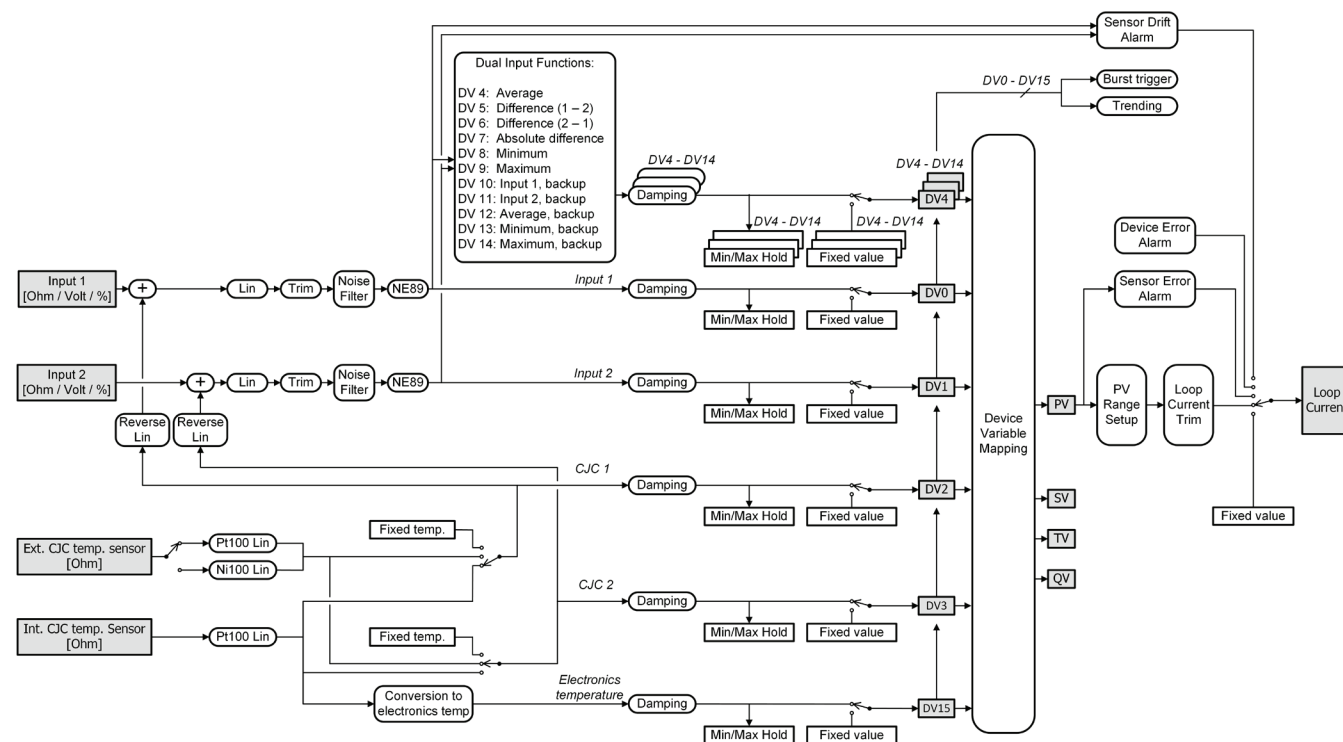 Sensor Drift
Alarm
Dual Input Functions:
DV 4: Average
DV 5: Difference (1 – 2)
DV 6: Difference (2 – 1)
DV 7: Absolute difference
DV 8: Minimum
DV 9: Maximum
DV 10: Input 1, backup
DV 11: Input 2, backup
DV 12: Average, backup
DV 13: Minimum, backup
DV 14: Maximum, backup
DV0 - DV15
Burst trigger
Trending
DV4 - DV14
Damping
DV4 - DV14
DV4
DV4 - DV14
Min/Max Hold
DV4 - DV14
Fixed value
Device Error
Alarm
Sensor Error
Alarm
Input 1
[Ohm / Volt / %]
+
Lin
Trim
Noise
Filter
NE89
Input 1
Damping
Min/Max Hold
Fixed value
DV0
Input 2
[Ohm / Volt / %]
+
Lin
Trim
Noise
Filter
NE89
Input 2
Damping
Min/Max Hold
Fixed value
DV1
Reverse
Lin
Reverse
Lin
Device
Variable
Mapping
PV
PV
Range
Setup
Loop
Current
Trim
Loop
Current
Fixed value
SV
TV
QV
CJC 1
Damping
Min/Max Hold
Fixed value
DV2
Ext. CJC temp. sensor
[Ohm]
Pt100 Lin
Ni100 Lin
Fixed temp.
CJC 2
Damping
Min/Max Hold
Fixed value
DV3
Int. CJC temp. Sensor
[Ohm]
Pt100 Lin
Fixed temp.
Conversion to
electronics temp
Electronics
temperature
Damping
Min/Max Hold
Fixed value
DV15